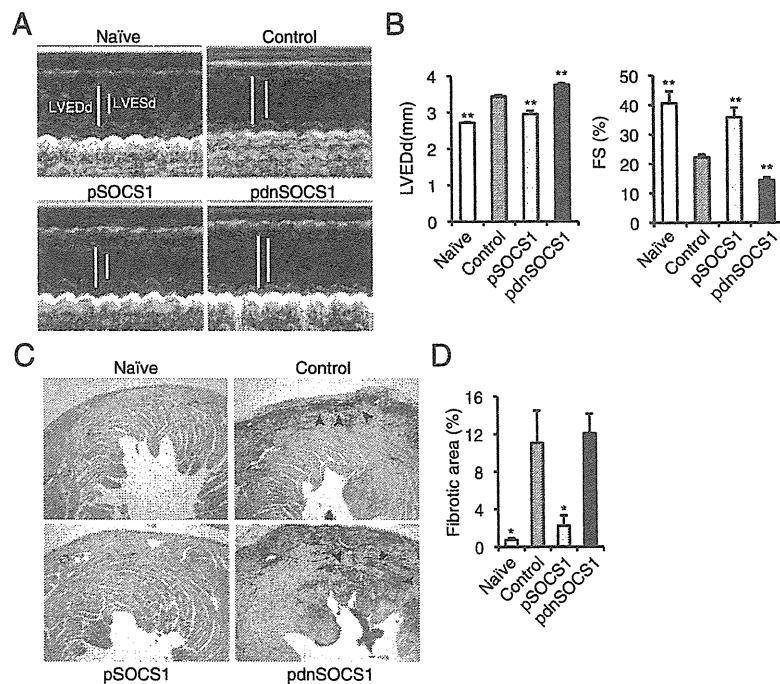 A
Naïve
Control
LVEDd
LVESd
pSOCS1
pdnSOCS1
B
LVEDd(mm)
4
3
2
1
0
**
**
**
Naïve
Control
pSOCS1
pdnSOCS1
FS (%)
50
40
30
20
10
0
**
**
**
Naïve
Control
pSOCS1
pdnSOCS1
C
Naïve
Control
pSOCS1
pdnSOCS1
D
Fibrotic area (%)
16
12
8
4
0
*
*
Naïve
Control
pSOCS1
pdnSOCS1